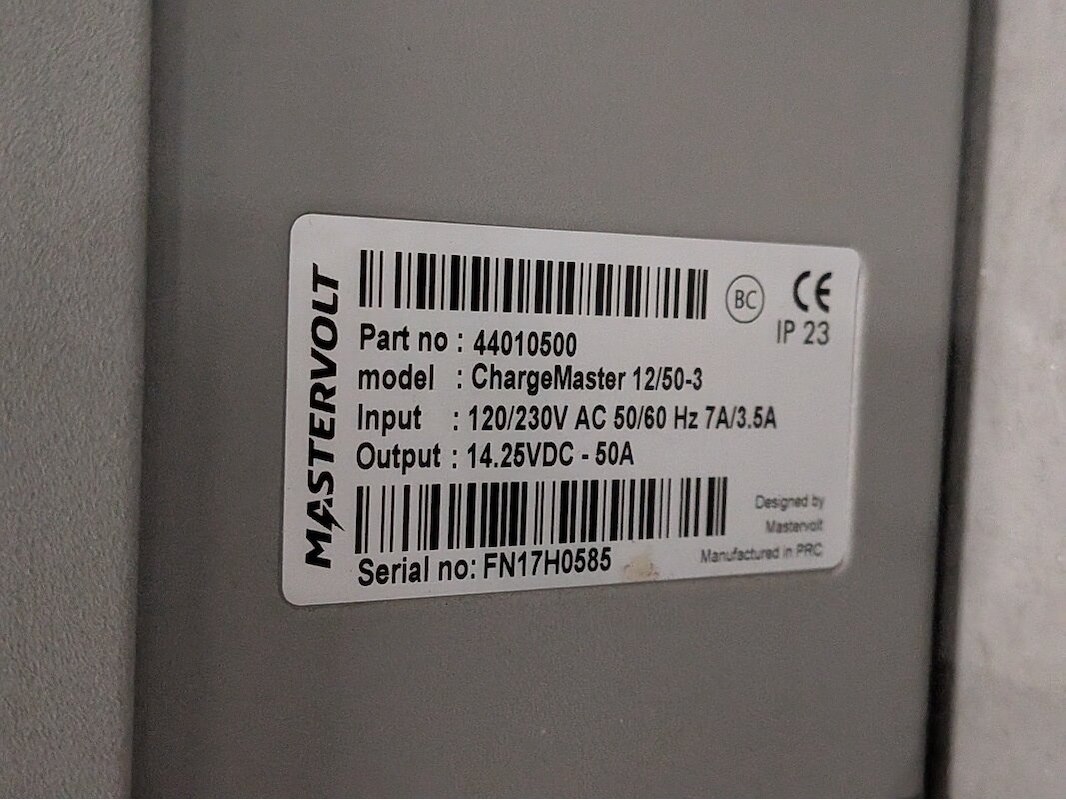 MASTERVOLT
BC
CE
IP 23
Part no : 44010500
model : ChargeMaster 12/50-3
Input : 120/230V AC 50/60 Hz 7A/3.5A
Output : 14.25VDC - 50A
Designed by
Mastervolt
Manufactured in PRC
Serial no: FN17H0585